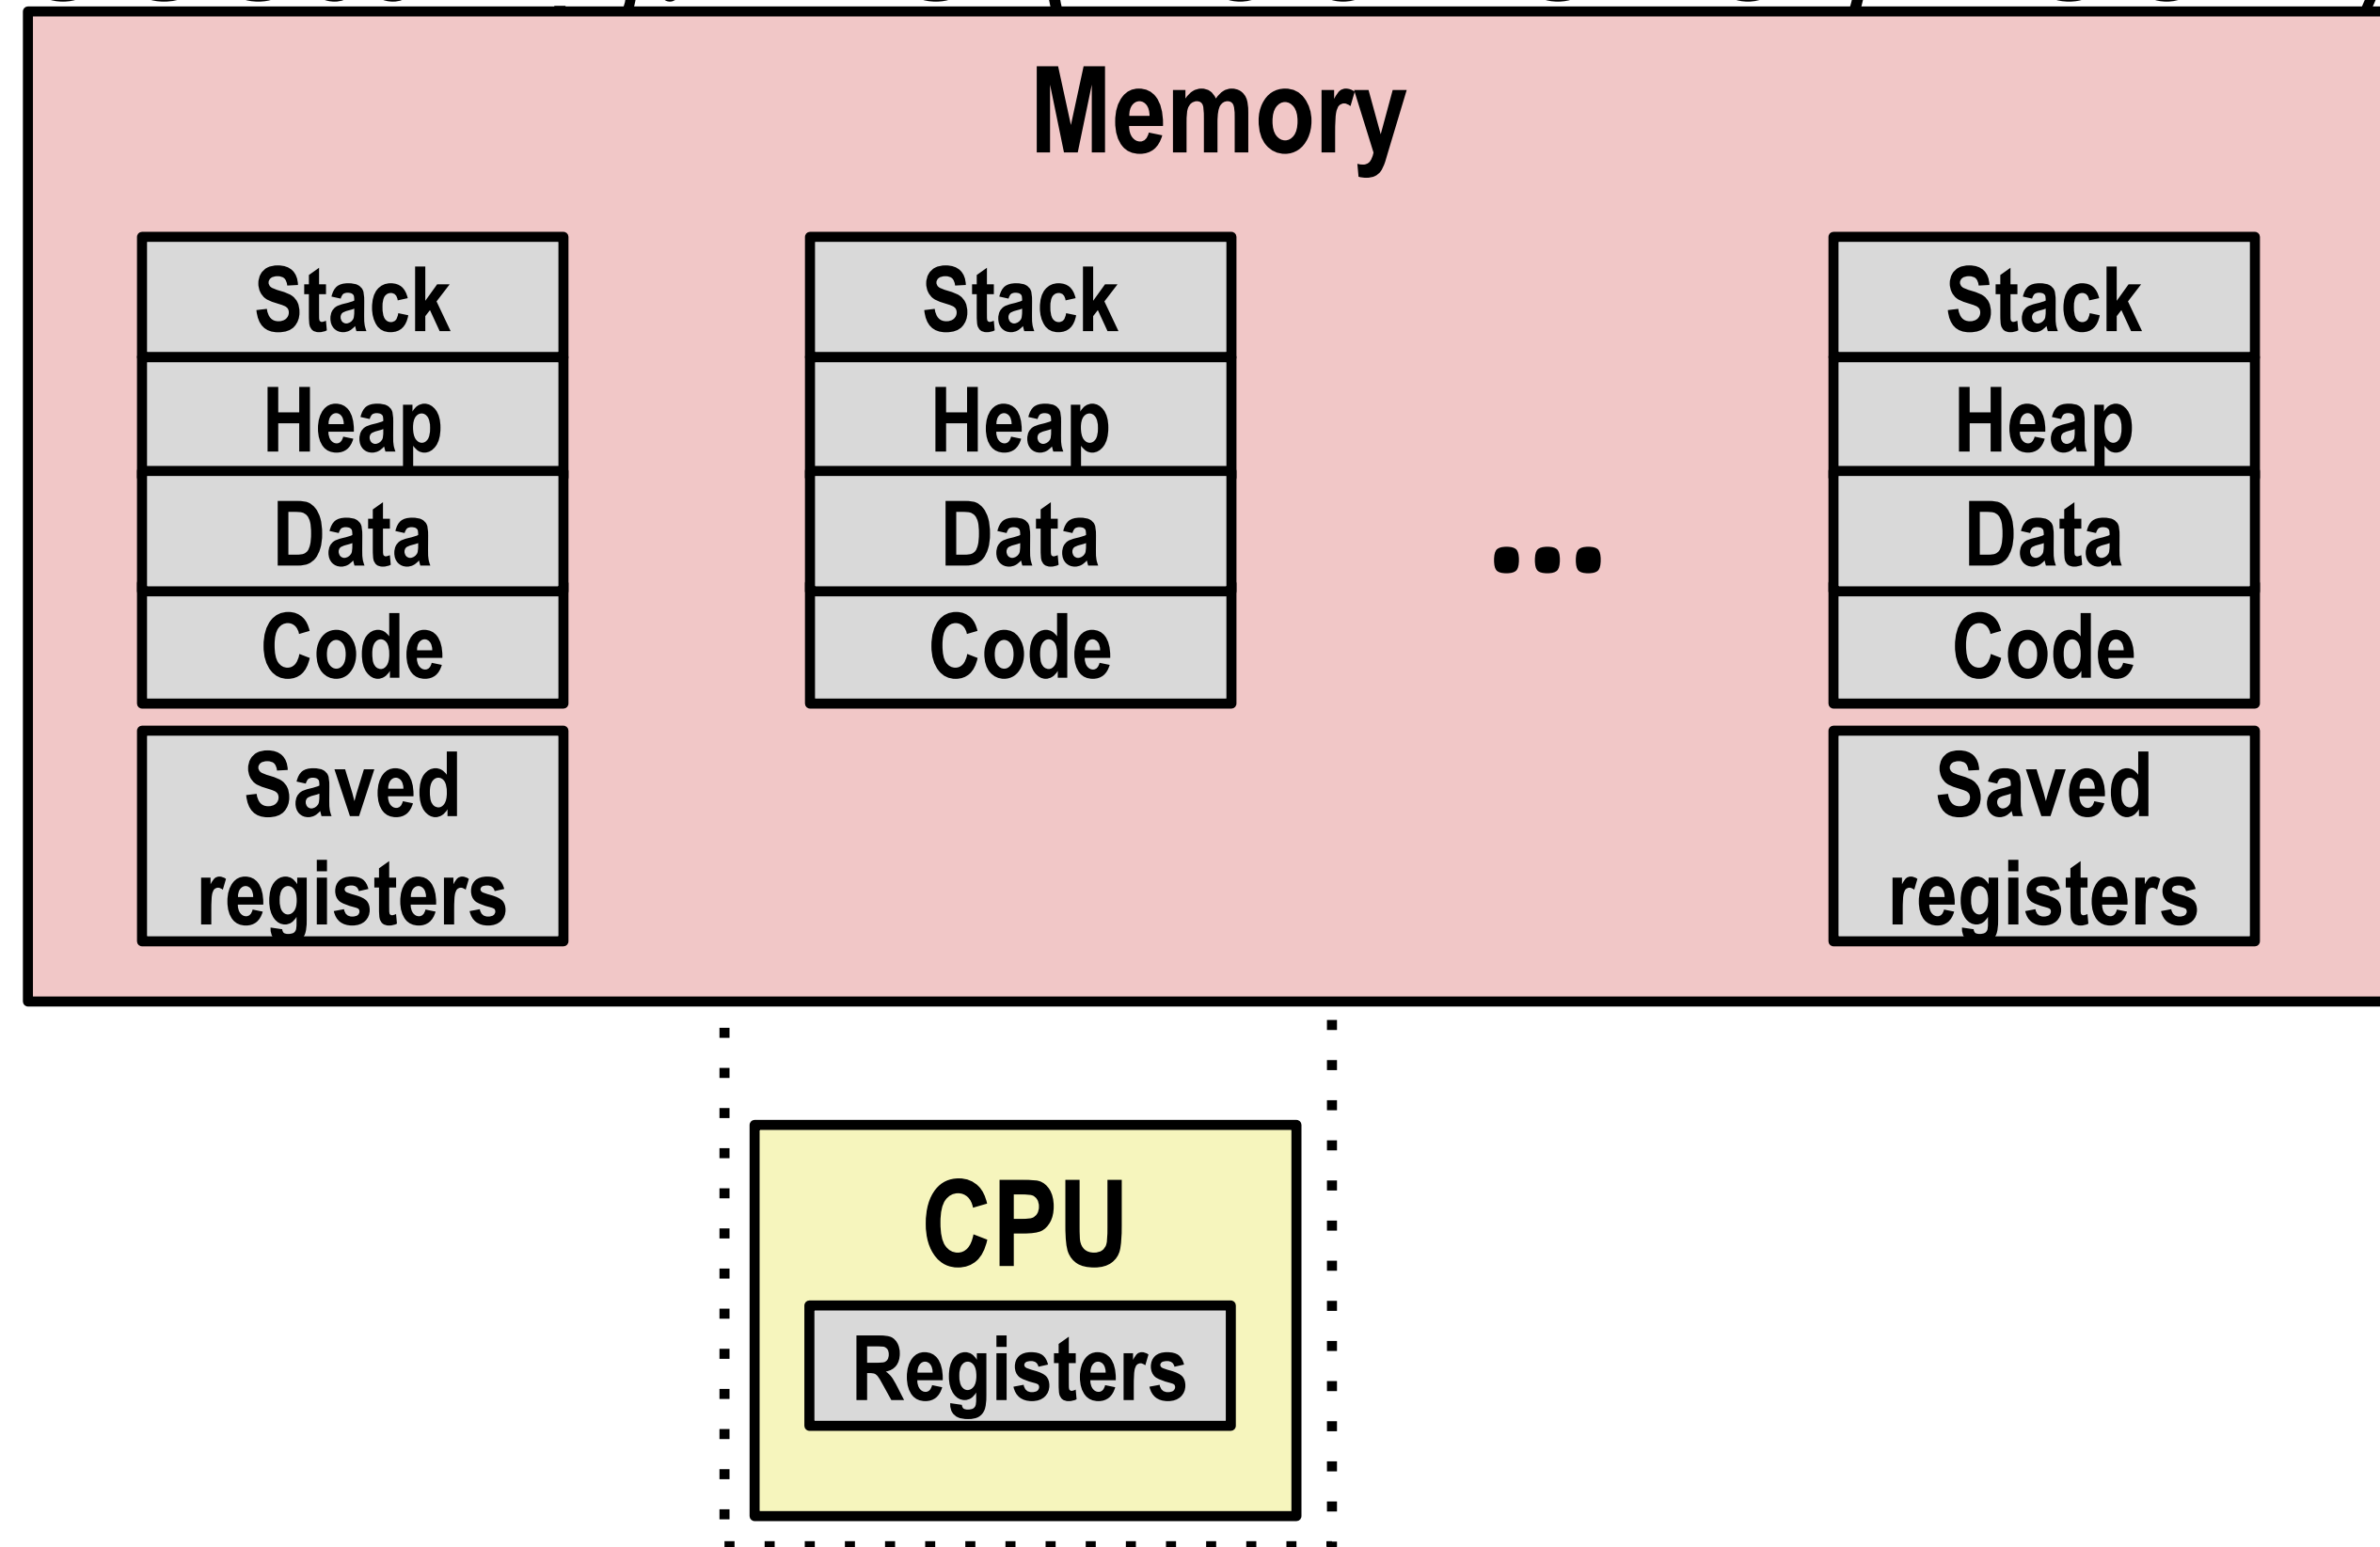 Memory
Stack
Heap
Data
Code
Saved
registers
Stack
Heap
Data
Code
...
Stack
Heap
Data
Code
Saved
registers
CPU
Registers